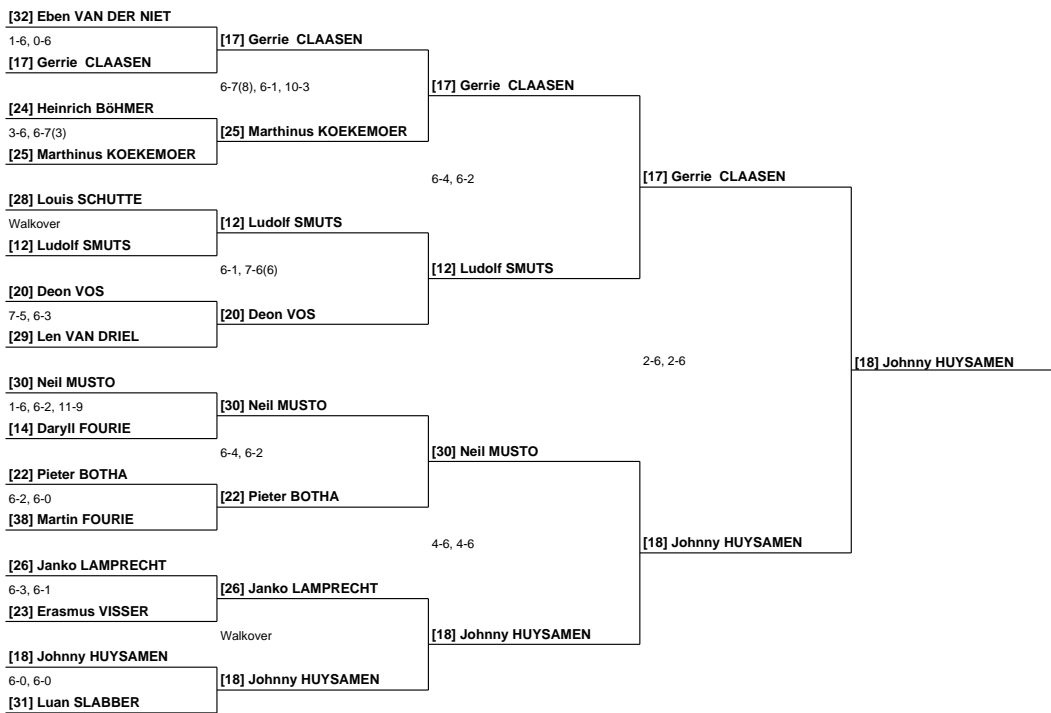 [32] Eben VAN DER NIET
1-6, 0-6
[17] Gerrie CLAASEN
[24] Heinrich BöHMER
3-6, 6-7(3)
[25] Marthinus KOEKEMOER
[28] Louis SCHUTTE
Walkover
[12] Ludolf SMUTS
[20] Deon VOS
7-5, 6-3
[29] Len VAN DRIEL
[30] Neil MUSTO
1-6, 6-2, 11-9
[14] Daryll FOURIE
[22] Pieter BOTHA
6-2, 6-0
[38] Martin FOURIE
[26] Janko LAMPRECHT
6-3, 6-1
[23] Erasmus VISSER
[18] Johnny HUYSAMEN
6-0, 6-0
[31] Luan SLABBER
[17] Gerrie CLAASEN
6-7(8), 6-1, 10-3
[25] Marthinus KOEKEMOER
[12] Ludolf SMUTS
6-1, 7-6(6)
[20] Deon VOS
[30] Neil MUSTO
6-4, 6-2
[22] Pieter BOTHA
[26] Janko LAMPRECHT
Walkover
[18] Johnny HUYSAMEN
[17] Gerrie CLAASEN
6-4, 6-2
[12] Ludolf SMUTS
[30] Neil MUSTO
4-6, 4-6
[18] Johnny HUYSAMEN
[17] Gerrie CLAASEN
2-6, 2-6
[18] Johnny HUYSAMEN
[18] Johnny HUYSAMEN